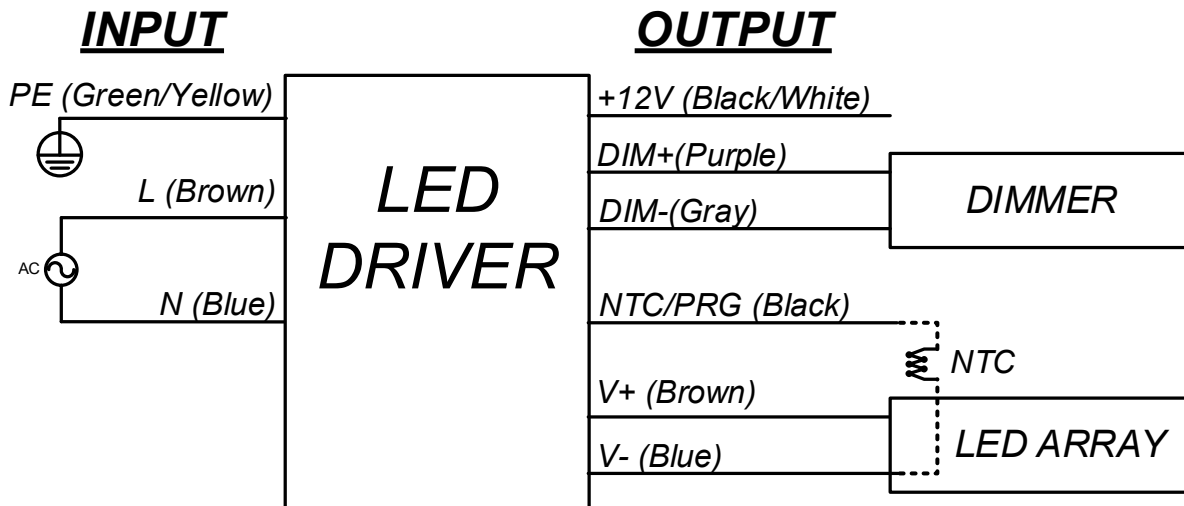 INPUT
OUTPUT
PE (Green/Yellow)
L (Brown)
AC
N (Blue)
LED
DRIVER
+12V (Black/White)
DIM+(Purple)
DIM-(Gray)
DIMMER
NTC/PRG (Black)
NTC
V+ (Brown)
V- (Blue)
LED ARRAY